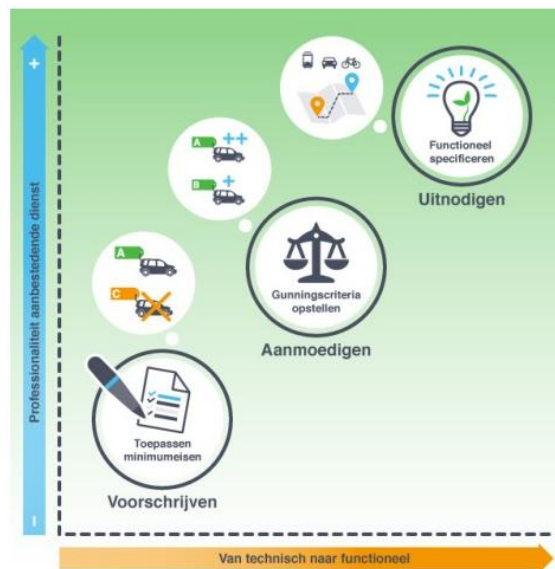 +
Professionaliteit aanbestedende dienst
–
Functioneel
specificeren
Uitnodigen
A ++
B +
Gunningscriteria
opstellen
Aanmoedigen
A
C
Toepassen
minimumeisen
Voorschrijven
Van technisch naar functioneel